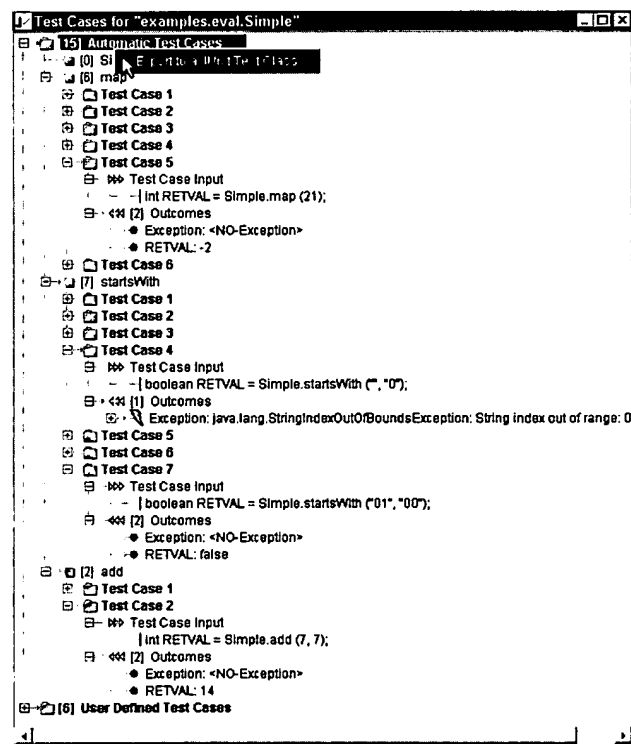 Test Cases for "examples.eval.Simple"
[15] Automatic Test Cases
[0] Si
[6] map
Test Case 1
Test Case 2
Test Case 3
Test Case 4
Test Case 5
Test Case Input
int RETVAL = Simple.map (21);
[2] Outcomes
Exception: <NO-Exception>
RETVAL: -2
Test Case 6
[7] startsWith
Test Case 1
Test Case 2
Test Case 3
Test Case 4
Test Case Input
boolean RETVAL = Simple.startsWith ("", "0");
[1] Outcomes
Exception: java.lang.StringIndexOutOfBoundsException: String index out of range: 0
Test Case 5
Test Case 6
Test Case 7
Test Case Input
boolean RETVAL = Simple.startsWith ("01", "00");
[2] Outcomes
Exception: <NO-Exception>
RETVAL: false
[2] add
Test Case 1
Test Case 2
Test Case Input
int RETVAL = Simple.add (7, 7);
[2] Outcomes
Exception: <NO-Exception>
RETVAL: 14
[6] User Defined Test Cases